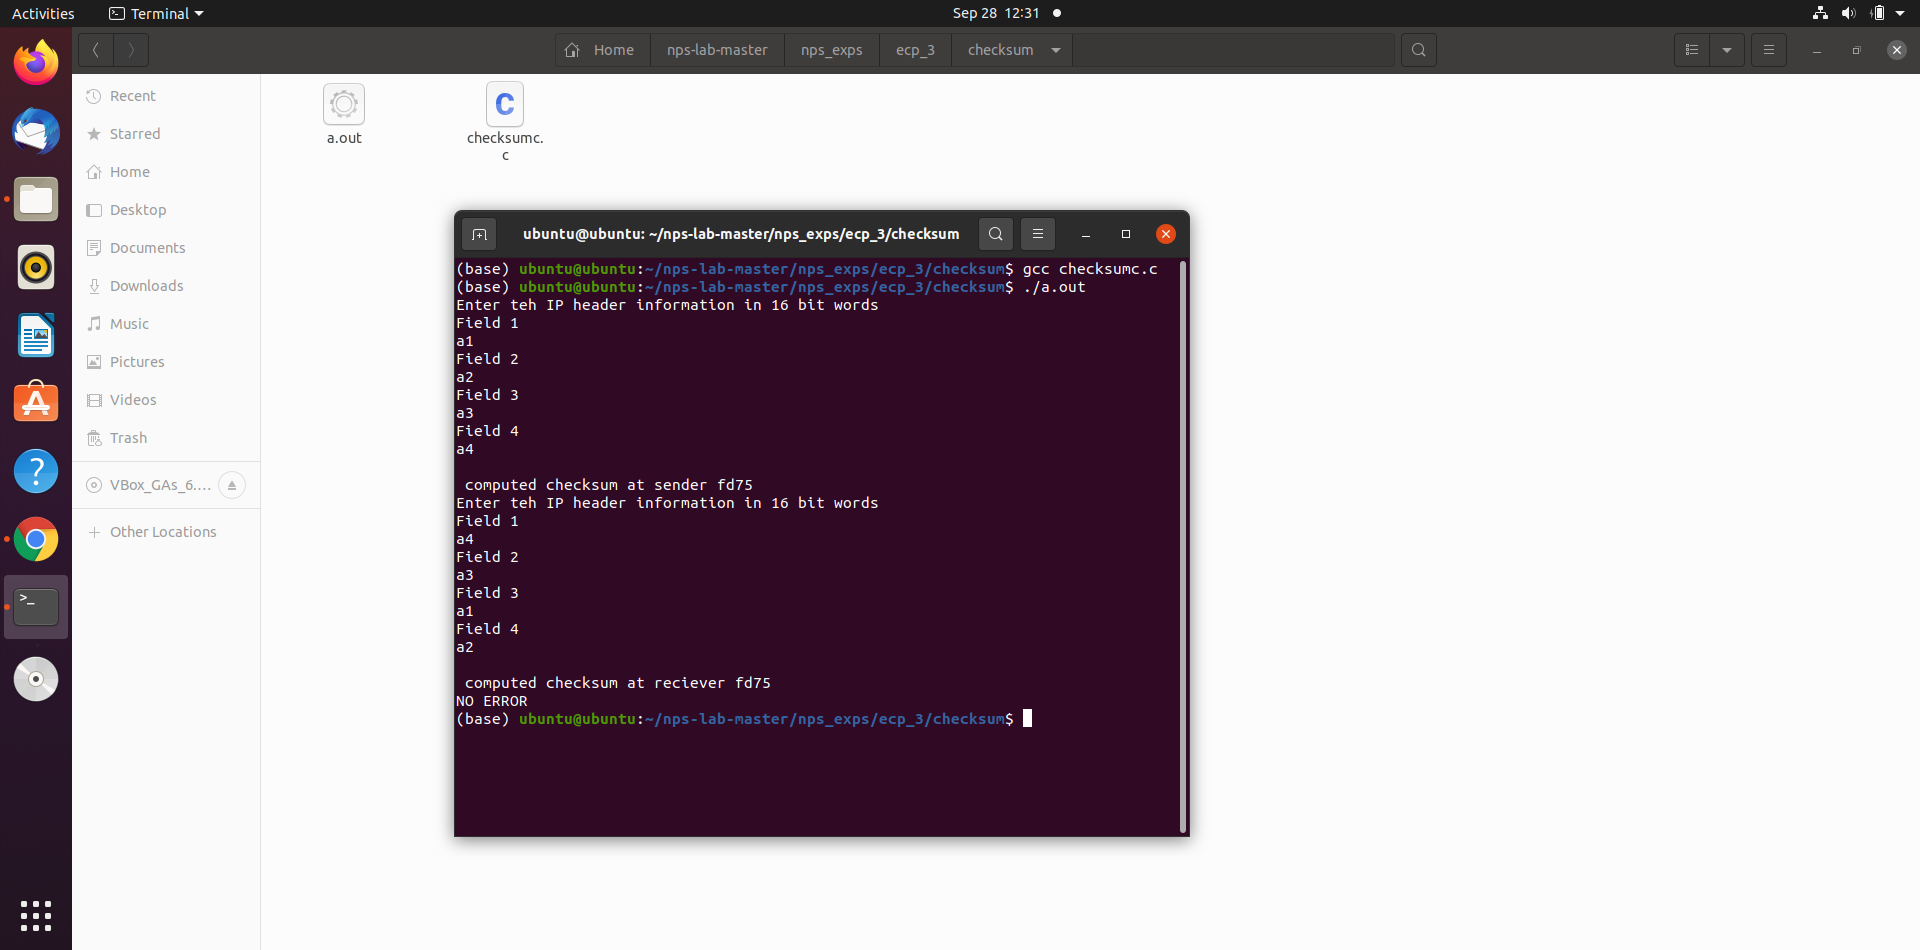 Activities
Terminal
Sep 28 12:31
Home
nps-lab-master
nps_exps
ecp_3
checksum
Recent
Starred
Home
Desktop
Documents
Downloads
Music
Pictures
Videos
Trash
VBox_GAs_6....
Other Locations
a.out
C
checksumc.
c
ubuntu@ubuntu: ~/nps-lab-master/nps_exps/ecp_3/checksum
(base) ubuntu@ubuntu:~/nps-lab-master/nps_exps/ecp_3/checksum$ gcc checksumc.c
(base) ubuntu@ubuntu:~/nps-lab-master/nps_exps/ecp_3/checksum$ ./a.out
Enter teh IP header information in 16 bit words
Field 1
a1
Field 2
a2
Field 3
a3
Field 4
a4
computed checksum at sender fd75
Enter teh IP header information in 16 bit words
Field 1
a4
Field 2
a3
Field 3
a1
Field 4
a2
computed checksum at reciever fd75
NO ERROR
(base) ubuntu@ubuntu:~/nps-lab-master/nps_exps/ecp_3/checksum$